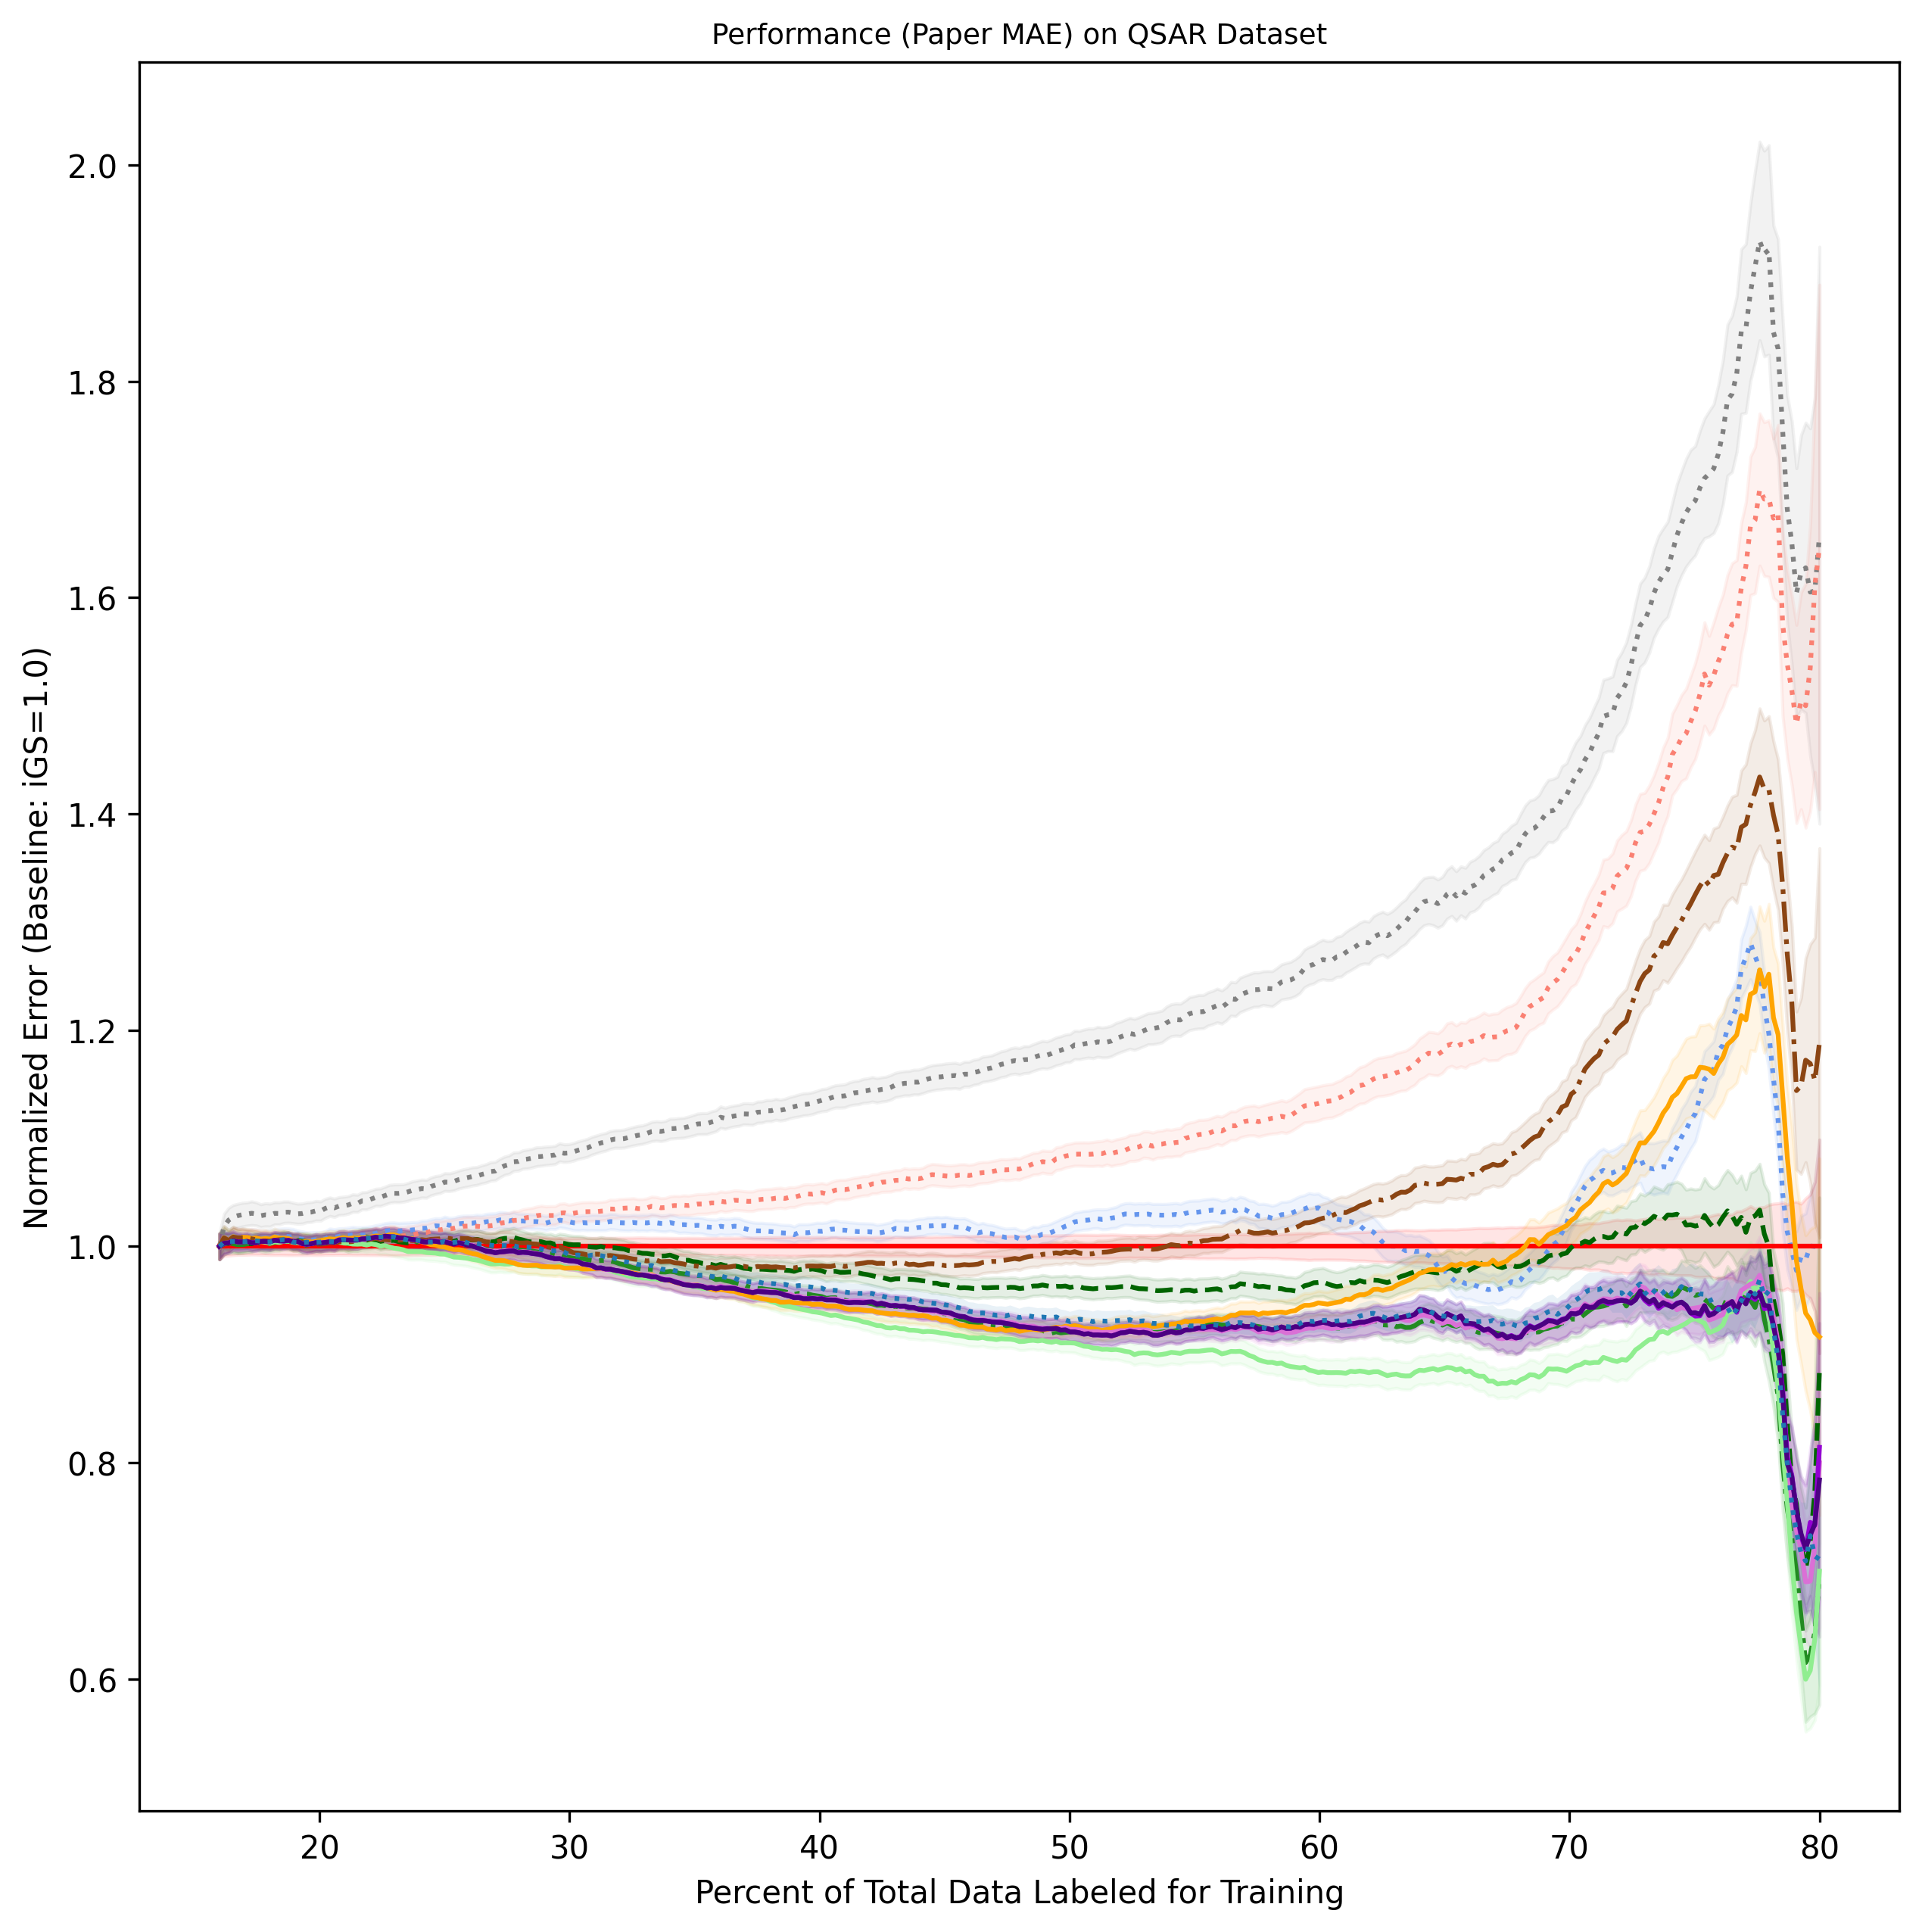 Performance (Paper MAE) on QSAR Dataset
Normalized Error (Baseline: iGS=1.0)
2.0
1.8
1.6
1.4
1.2
1.0
0.8
0.6
20 30 40 50 60 70 80
Percent of Total Data Labeled for Training